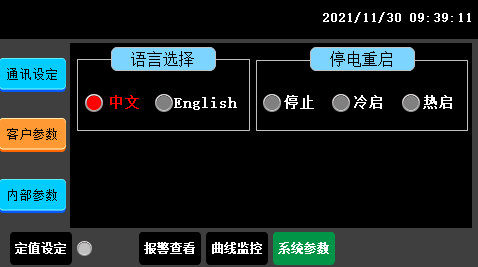 2021/11/30 09:39:11
语言选择 停电重启
通讯设定
中文 English 停止 冷启 热启
客户参数
内部参数
定值设定 报警查看 曲线监控 系统参数